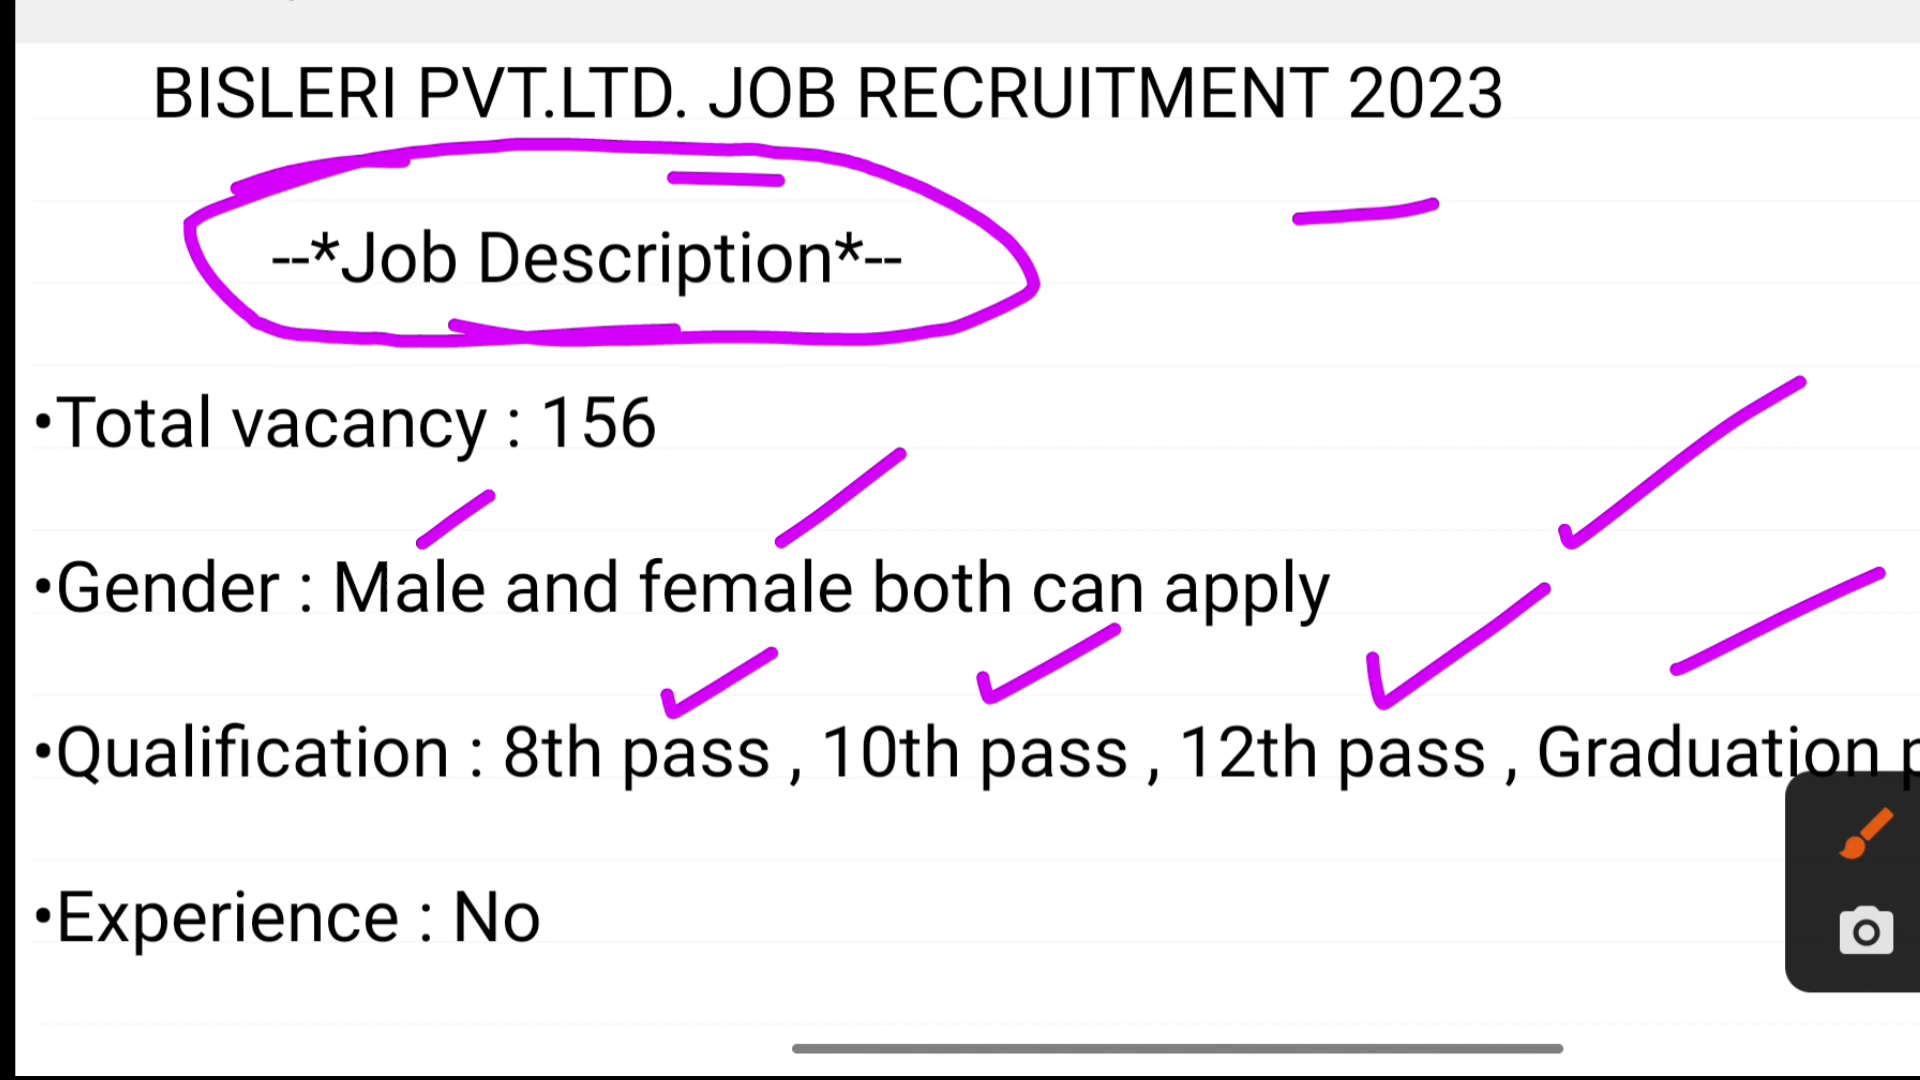 BISLERI PVT.LTD. JOB RECRUITMENT 2023
--*Job Description*--
•Total vacancy : 156
•Gender : Male and female both can apply
•Qualification : 8th pass , 10th pass , 12th pass , Graduation
•Experience : No